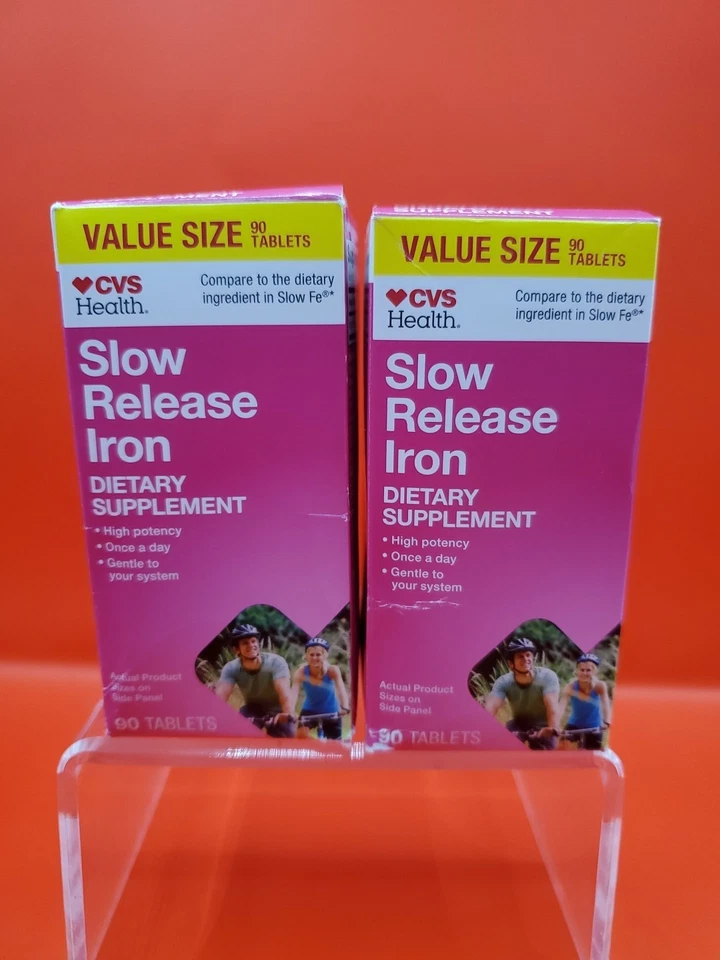 VALUE SIZE 90 TABLETS
CVS Health®
Compare to the dietary
ingredient in Slow Fe®*
Slow
Release
Iron
DIETARY
SUPPLEMENT
• High potency
• Once a day
• Gentle to
your system
Actual Product
Sizes on
Side Panel
90 TABLETS
SUPPLEMENT
VALUE SIZE 90 TABLETS
CVS Health®
Compare to the dietary
ingredient in Slow Fe®*
Slow
Release
Iron
DIETARY
SUPPLEMENT
• High potency
• Once a day
• Gentle to
your system
Actual Product
Sizes on
Side Panel
90 TABLETS